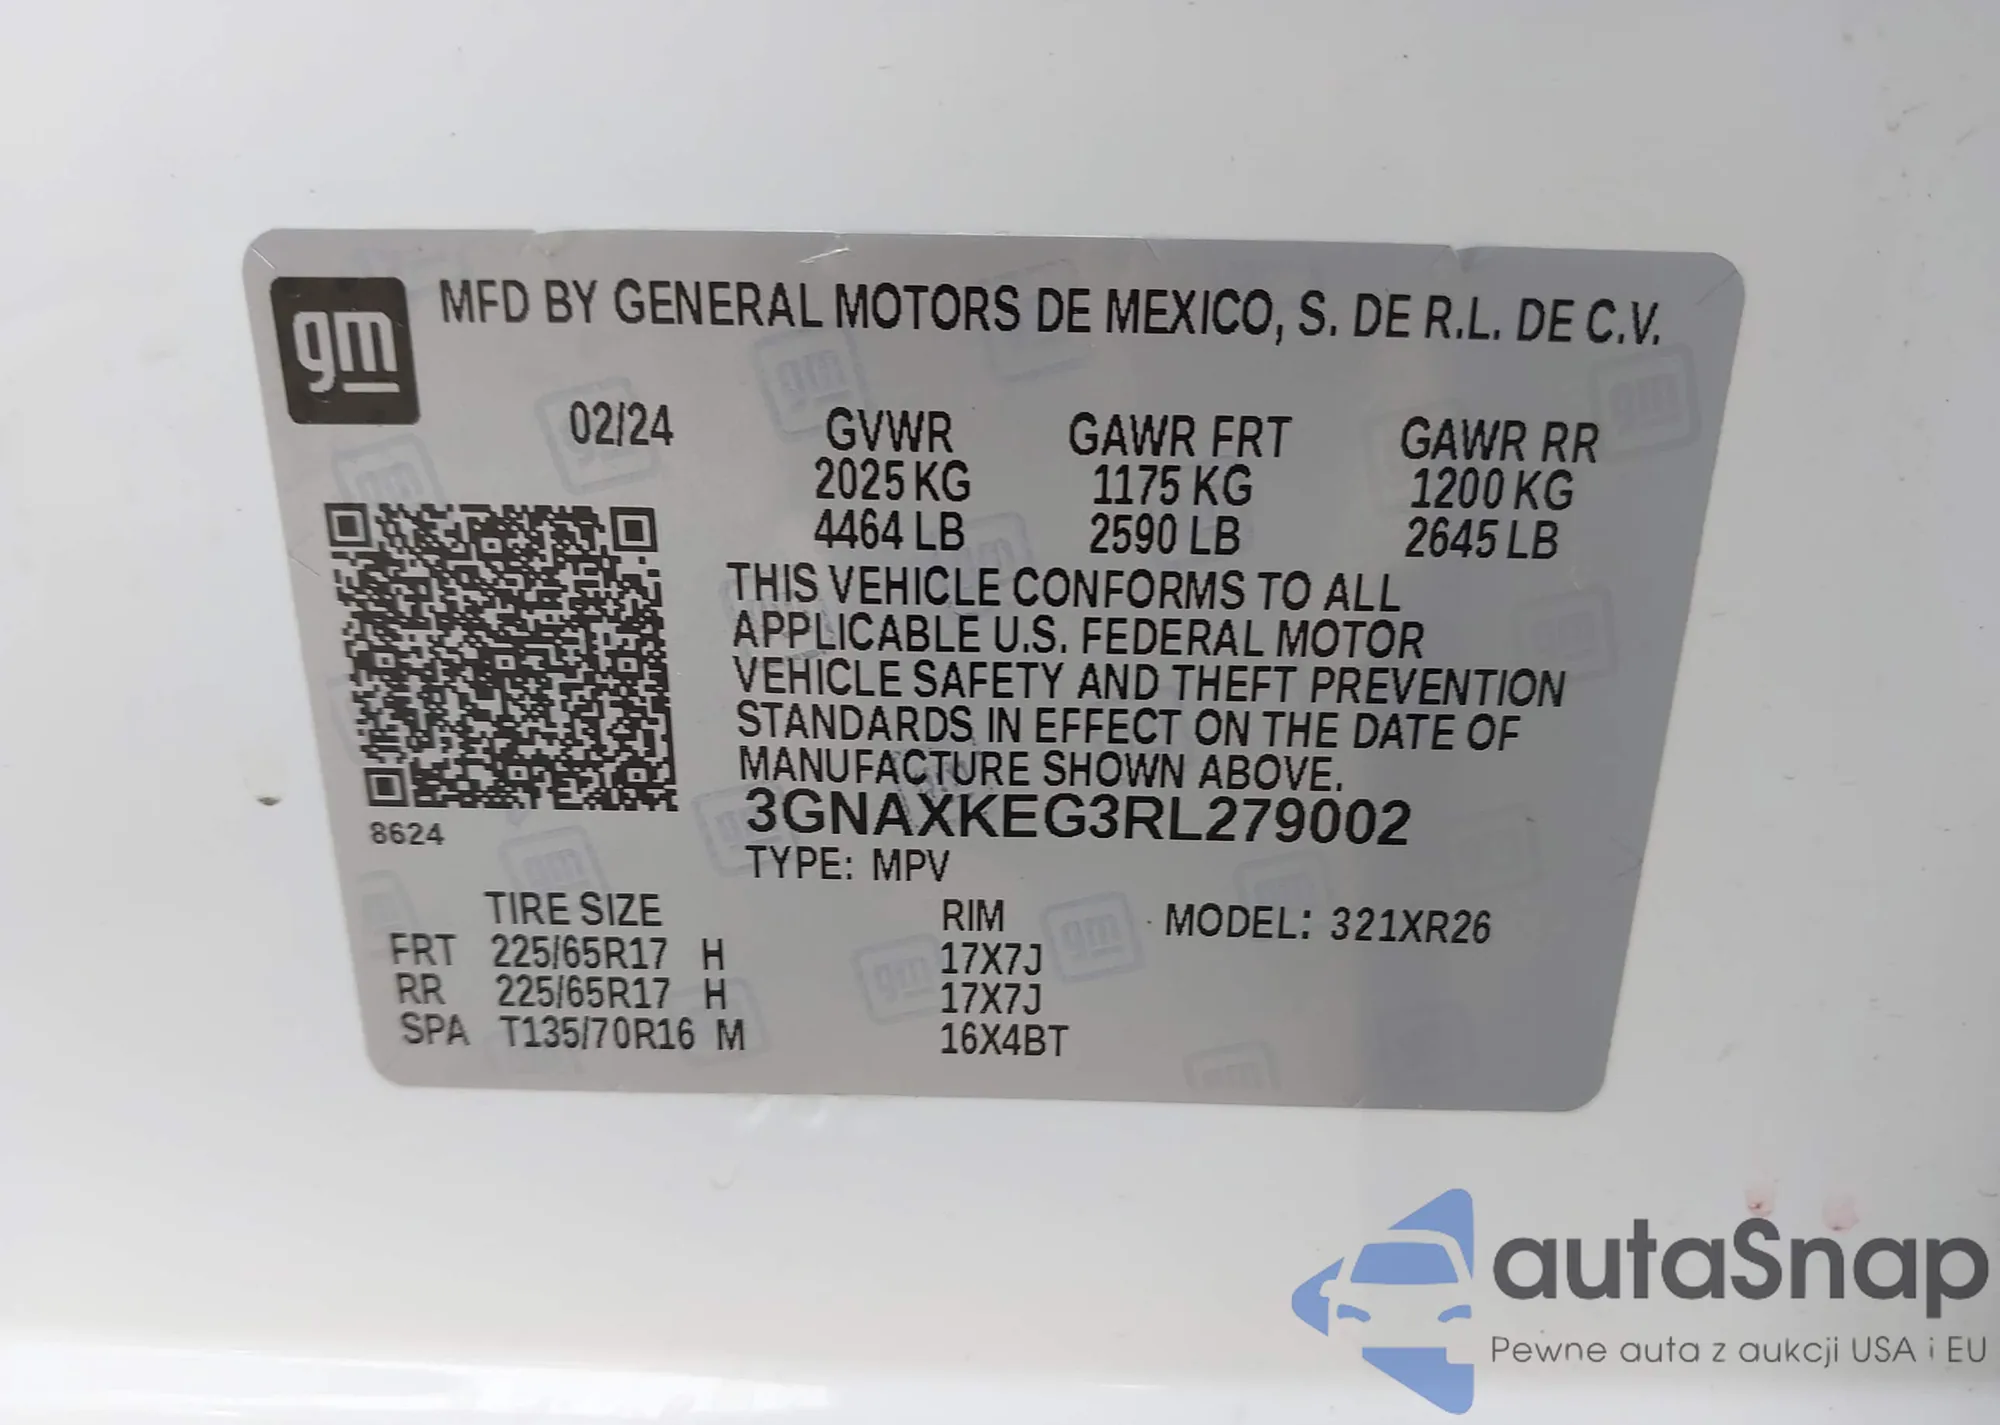 gm
MFD BY GENERAL MOTORS DE MEXICO, S. DE R.L. DE C.V.
02/24 GVWR GAWR FRT GAWR RR
2025 KG 1175 KG 1200 KG
4464 LB 2590 LB 2645 LB
THIS VEHICLE CONFORMS TO ALL
APPLICABLE U.S. FEDERAL MOTOR
VEHICLE SAFETY AND THEFT PREVENTION
STANDARDS IN EFFECT ON THE DATE OF
MANUFACTURE SHOWN ABOVE.
3GNAXKEG3RL279002
8624
TYPE: MPV
TIRE SIZE RIM MODEL: 321XR26
FRT 225/65R17 H 17X7J
RR 225/65R17 H 17X7J
SPA T135/70R16 M 16X4BT
autaSnap
Pewne auta z aukcji USA i EU